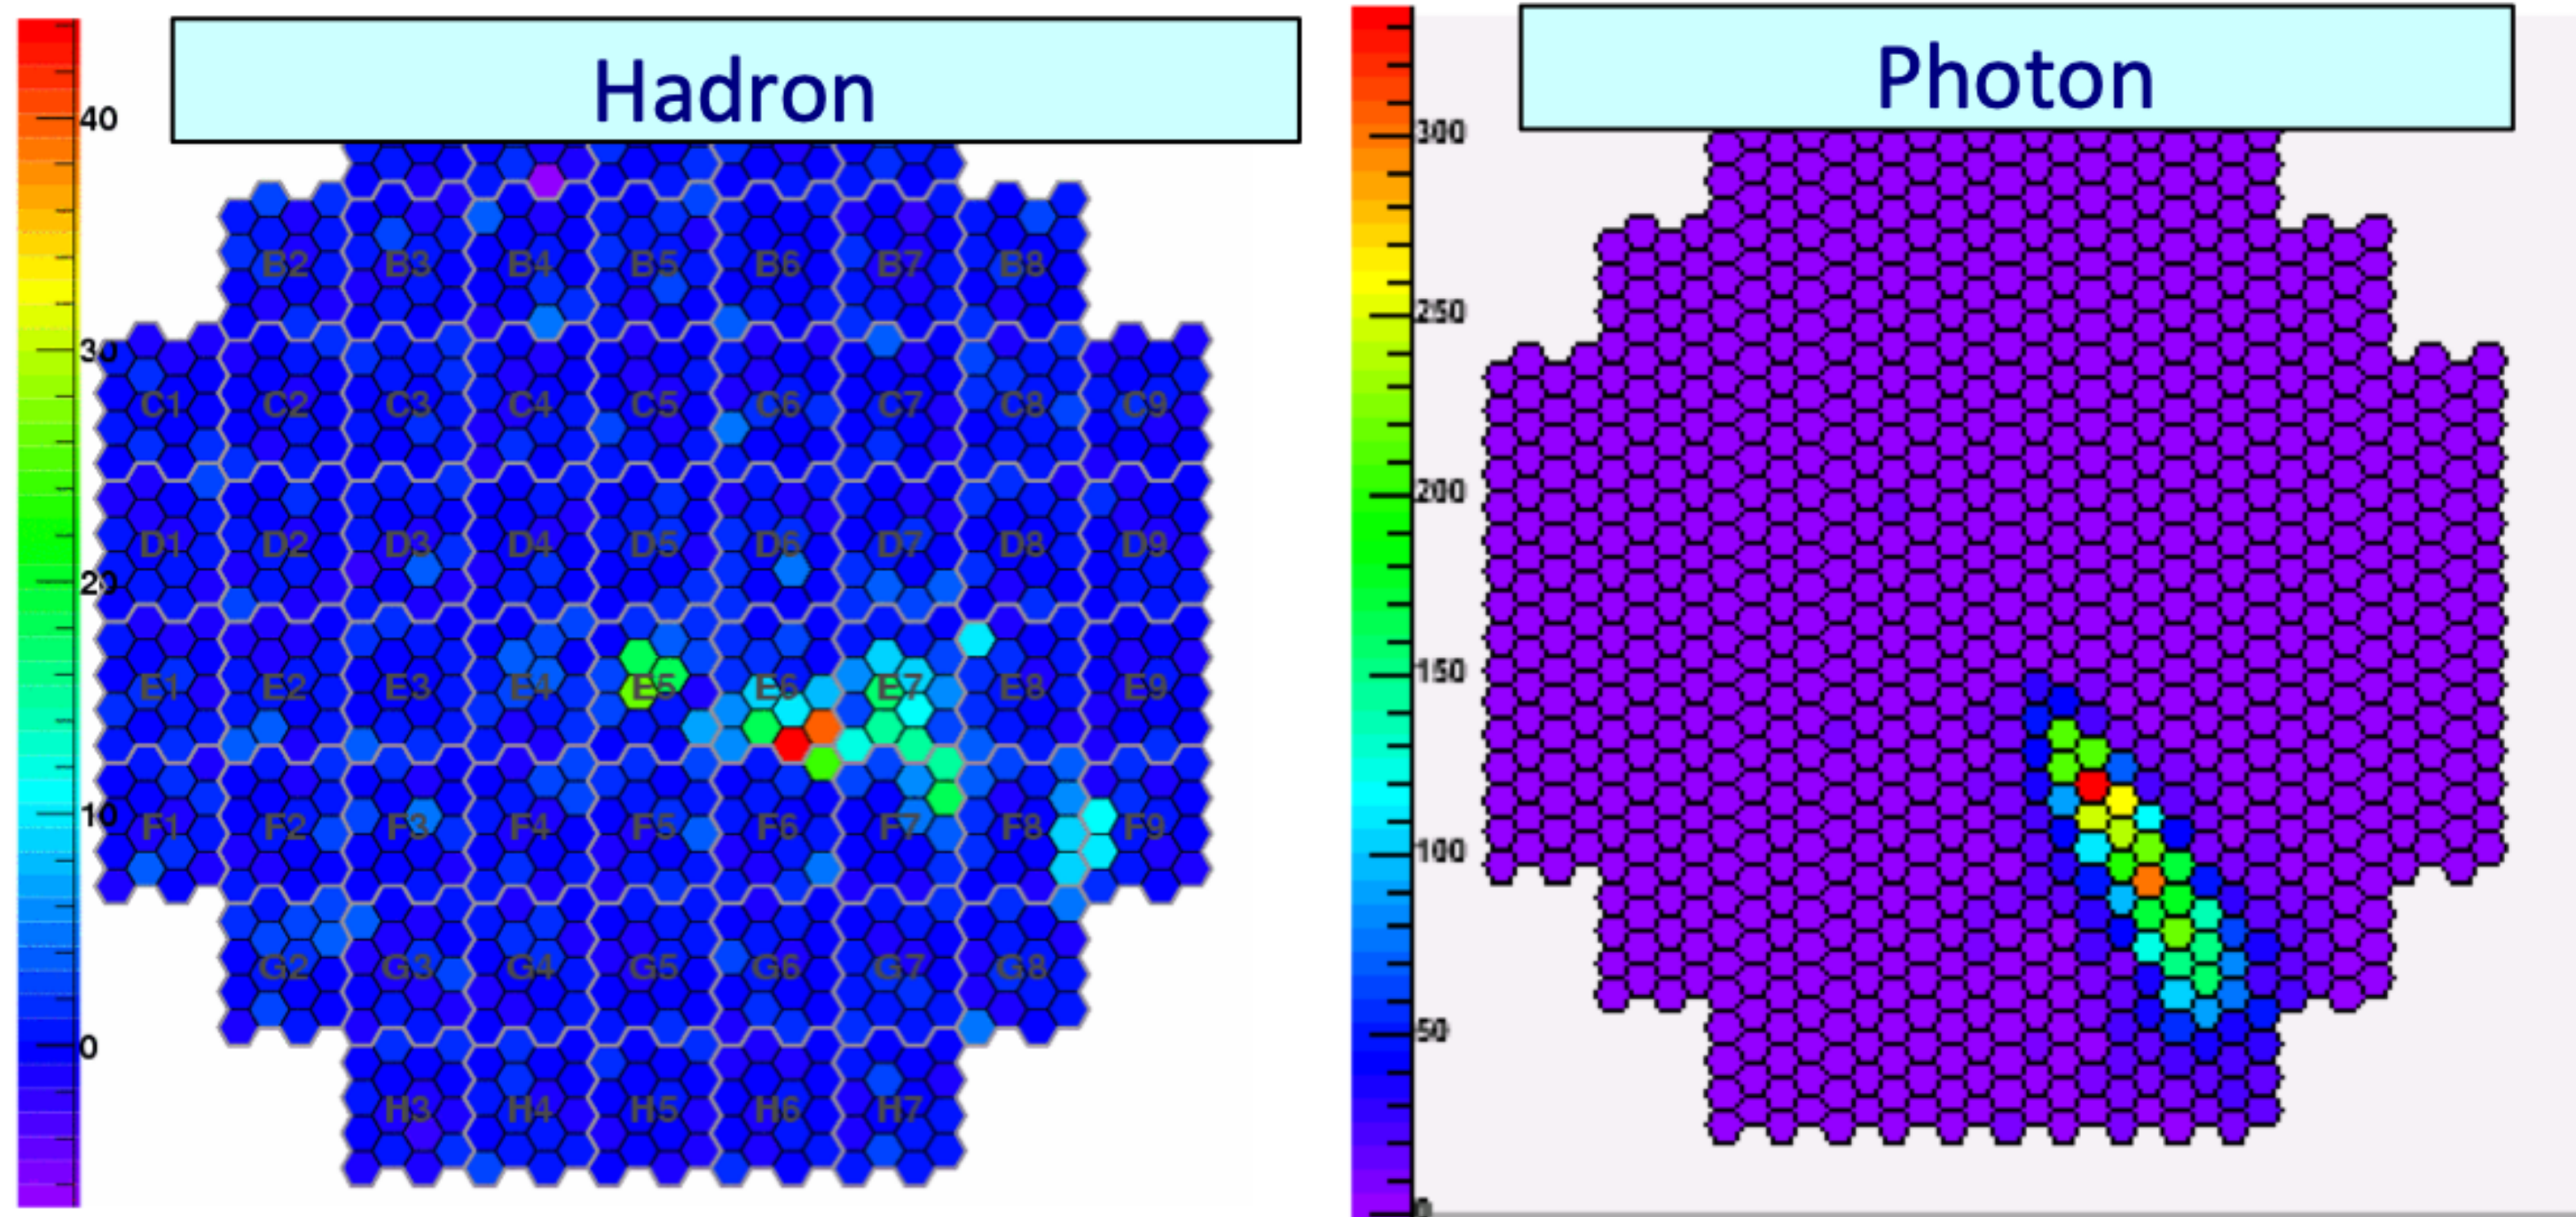 Hadron
40
30
20
10
0
B2 B3 B4 B5 B6 B7 B8
C1 C2 C3 C4 C5 C6 C7 C8 C9
D1 D2 D3 D4 D5 D6 D7 D8 D9
E1 E2 E3 E4 E5 E6 E7 E8 E9
F1 F2 F3 F4 F5 F6 F7 F8 F9
G2 G3 G4 G5 G6 G7 G8
H3 H4 H5 H6 H7
Photon
300
250
200
150
100
50
0